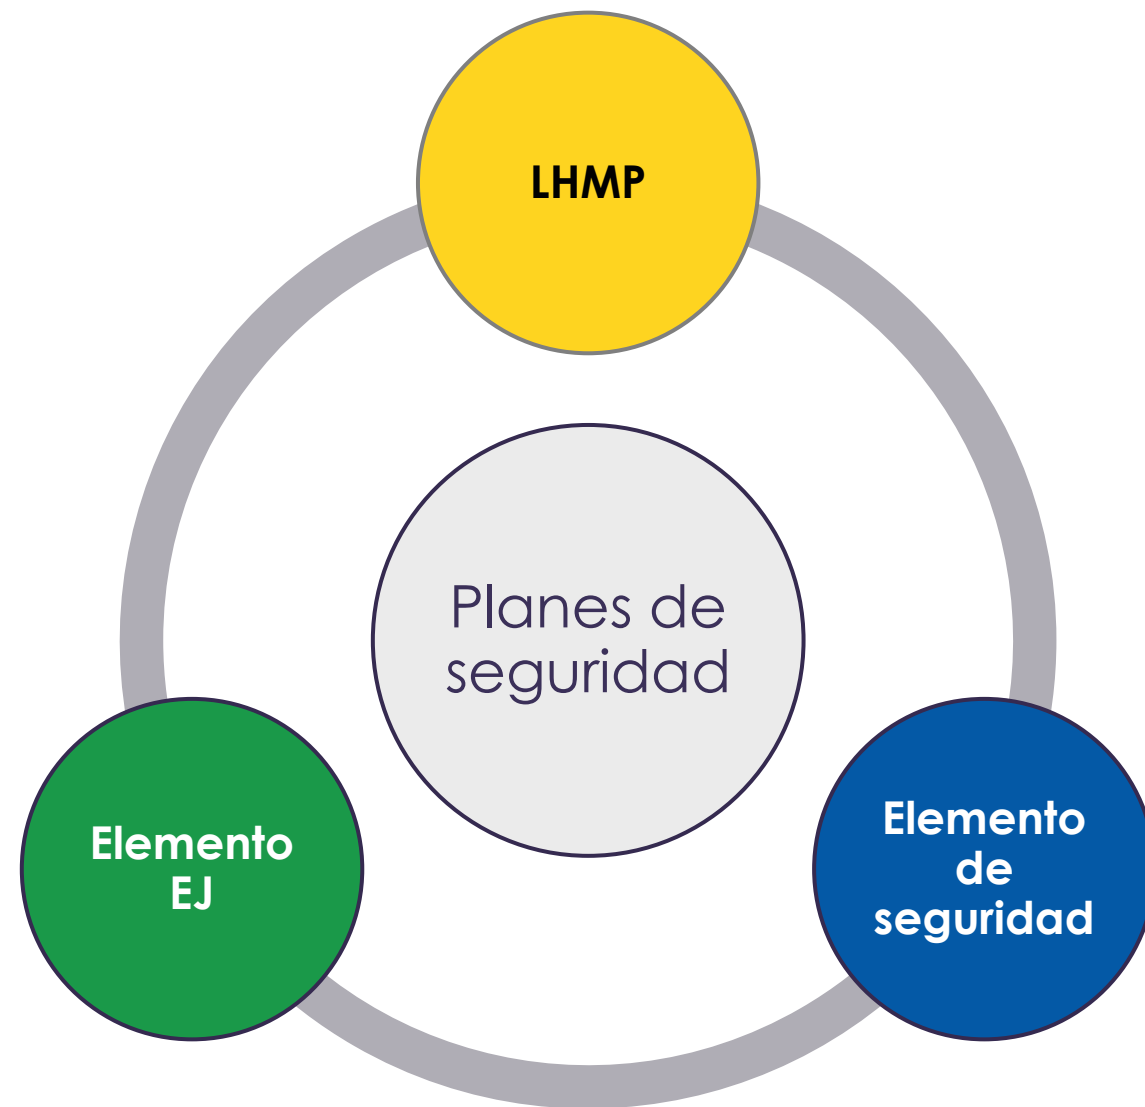 LHMP
Planes de
seguridad
Elemento
EJ
Elemento
de
seguridad